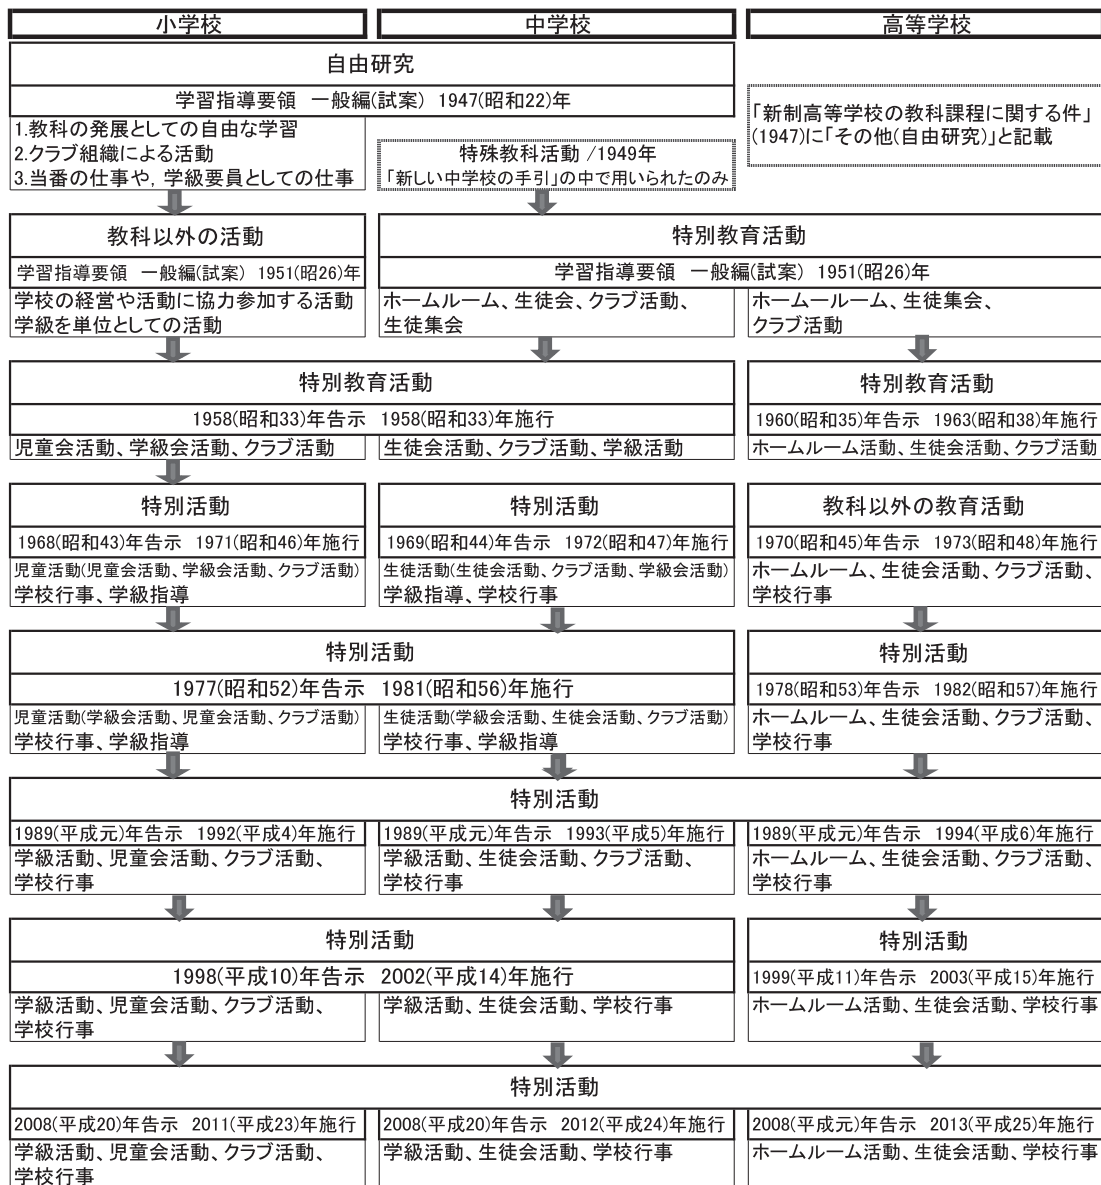 小学校
中学校
高等学校
自由研究
学習指導要領 一般編(試案) 1947(昭和22)年
1.教科の発展としての自由な学習
2.クラブ組織による活動
3.当番の仕事や, 学級要員としての仕事
特殊教科活動 /1949年
「新しい中学校の手引」の中で用いられたのみ
「新制高等学校の教科課程に関する件」
(1947)に「その他(自由研究)」と記載
教科以外の活動
学習指導要領 一般編(試案) 1951(昭26)年
学校の経営や活動に協力参加する活動
学級を単位としての活動
特別教育活動
学習指導要領 一般編(試案) 1951(昭26)年
ホームルーム、生徒会、クラブ活動、
生徒集会
ホームールーム、生徒集会、
クラブ活動
特別教育活動
1958(昭和33)年告示 1958(昭和33)年施行
児童会活動、学級会活動、クラブ活動
生徒会活動、クラブ活動、学級活動
特別教育活動
1960(昭和35)年告示 1963(昭和38)年施行
ホームルーム活動、生徒会活動、クラブ活動
特別活動
1968(昭和43)年告示 1971(昭和46)年施行
児童活動(児童会活動、学級会活動、クラブ活動)
学校行事、学級指導
特別活動
1969(昭和44)年告示 1972(昭和47)年施行
生徒活動(生徒会活動、クラブ活動、学級会活動)
学級指導、学校行事
教科以外の教育活動
1970(昭和45)年告示 1973(昭和48)年施行
ホームルーム、生徒会活動、クラブ活動、
学校行事
特別活動
1977(昭和52)年告示 1981(昭和56)年施行
児童活動(学級会活動、児童会活動、クラブ活動)
学校行事、学級指導
生徒活動(学級会活動、生徒会活動、クラブ活動)
学校行事、学級指導
特別活動
1978(昭和53)年告示 1982(昭和57)年施行
ホームルーム、生徒会活動、クラブ活動、
学校行事
特別活動
1989(平成元)年告示 1992(平成4)年施行
学級活動、児童会活動、クラブ活動、
学校行事
1989(平成元)年告示 1993(平成5)年施行
学級活動、生徒会活動、クラブ活動、
学校行事
1989(平成元)年告示 1994(平成6)年施行
ホームルーム、生徒会活動、クラブ活動、
学校行事
特別活動
1998(平成10)年告示 2002(平成14)年施行
学級活動、児童会活動、クラブ活動、
学校行事
学級活動、生徒会活動、学校行事
特別活動
1999(平成11)年告示 2003(平成15)年施行
ホームルーム活動、生徒会活動、学校行事
特別活動
2008(平成20)年告示 2011(平成23)年施行
学級活動、児童会活動、クラブ活動、
学校行事
2008(平成20)年告示 2012(平成24)年施行
学級活動、生徒会活動、学校行事
2008(平成元)年告示 2013(平成25)年施行
ホームルーム活動、生徒会活動、学校行事